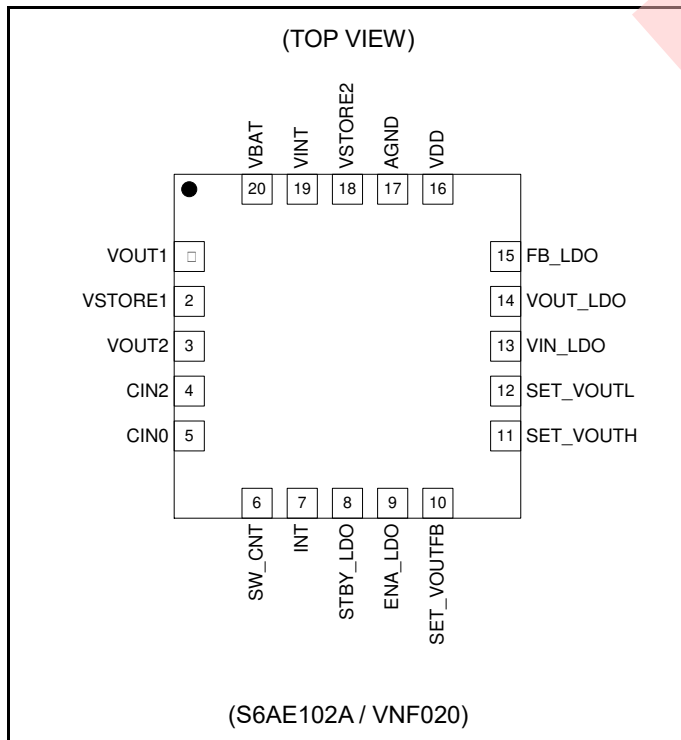 (TOP VIEW)
VBAT
VINT
VSTORE2
AGND
VDD
20
19
18
17
16
VOUT1
VSTORE1 2
VOUT2 3
CIN2 4
CIN0 5
15 FB_LDO
14 VOUT_LDO
13 VIN_LDO
12 SET_VOUTL
11 SET_VOUTH
6
7
8
9
10
SW_CNT
INT
STBY_LDO
ENA_LDO
SET_VOUTFB
(S6AE102A / VNF020)